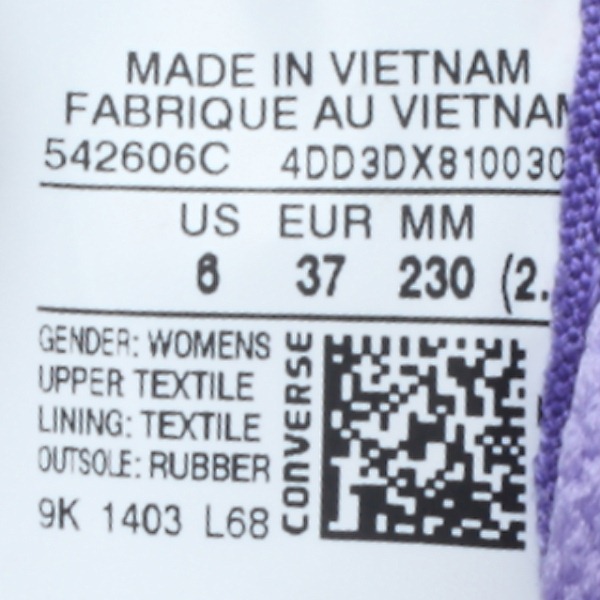 MADE IN VIETNAM
FABRIQUE AU VIETNAM
542606C 4DD3DX810030
US EUR MM
6 37 230 (2.
GENDER: WOMENS
UPPER TEXTILE
LINING: TEXTILE
OUTSOLE: RUBBER
9K 1403 L68
CONVERSE